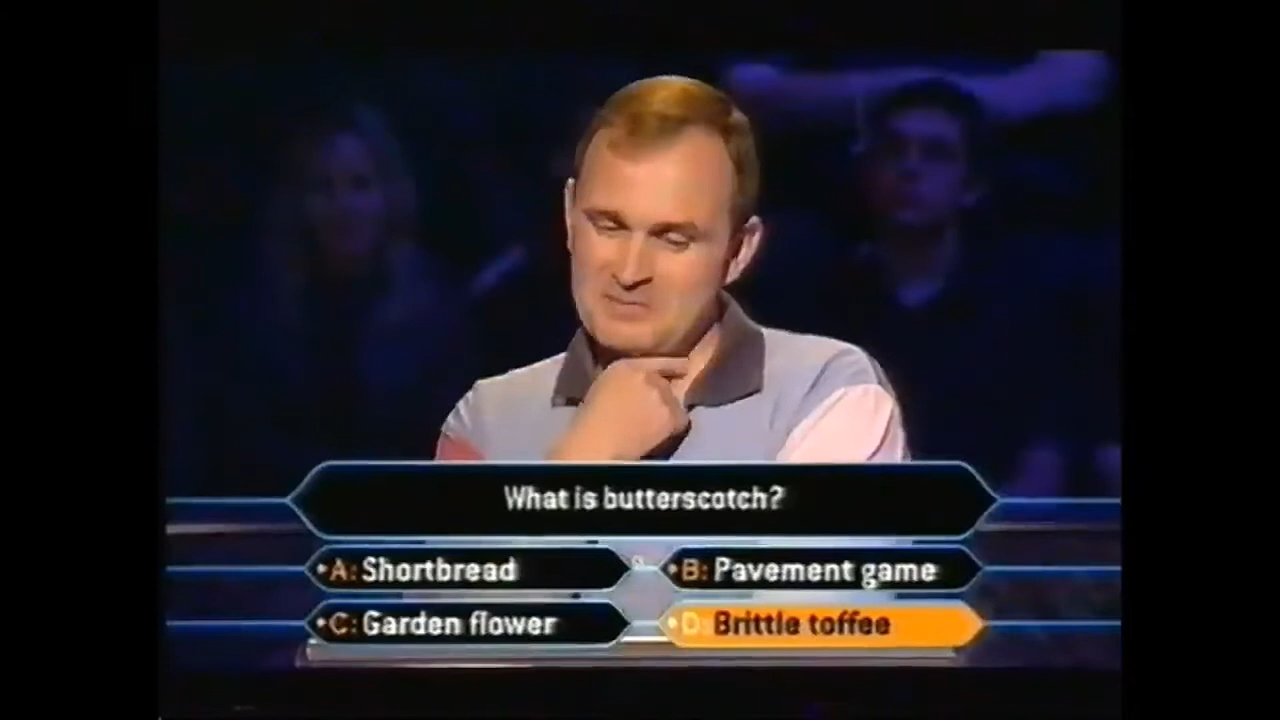 What is butterscotch?
A: Shortbread
B: Pavement game
C: Garden flower
D: Brittle toffee